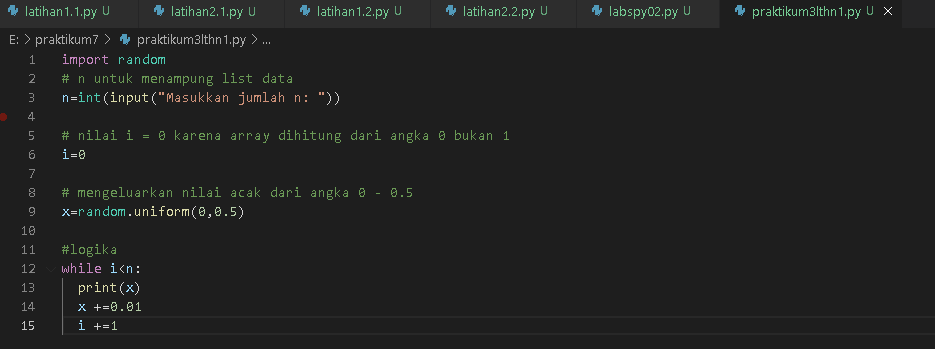 latihan1.1.py U latihan2.1.py U latihan1.2.py U latihan2.2.py U labspy02.py U praktikum3lthn1.py U ×
E: > praktikum7 > praktikum3lthn1.py > ...
1 import random
2 # n untuk menampung list data
3 n=int(input("Masukkan jumlah n: "))
4
5 # nilai i = 0 karena array dihitung dari angka 0 bukan 1
6 i=0
7
8 # mengeluarkan nilai acak dari angka 0 - 0.5
9 x=random.uniform(0,0.5)
10
11 #logika
12 while i<n:
13 print(x)
14 x +=0.01
15 i +=1